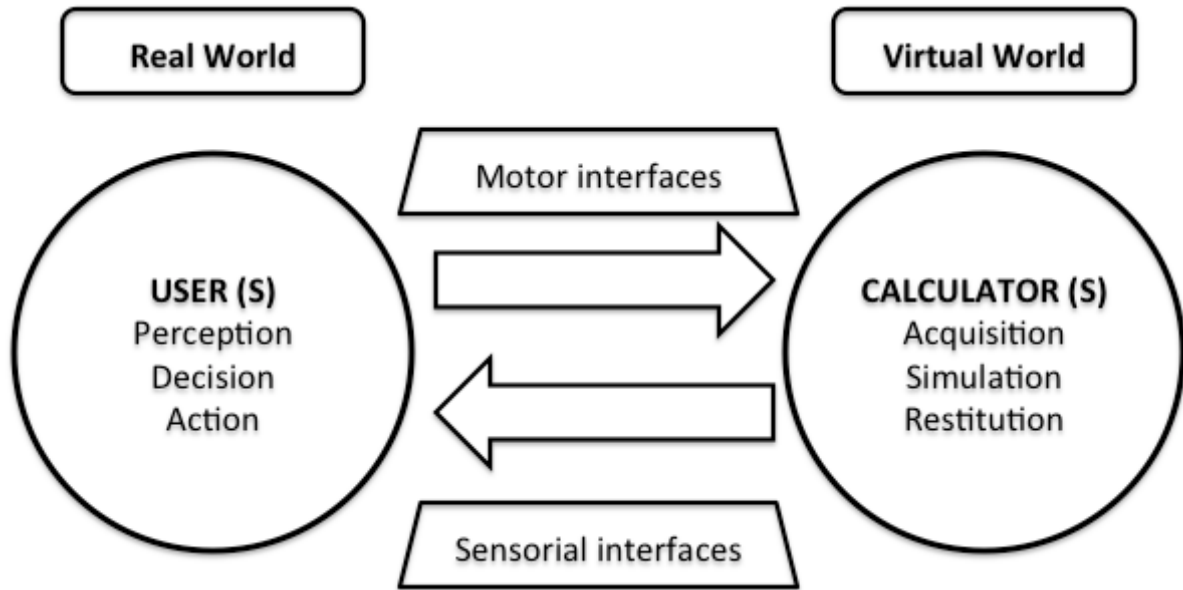 Real World
Virtual World
Motor interfaces
USER (S)
Perception
Decision
Action
CALCULATOR (S)
Acquisition
Simulation
Restitution
Sensorial interfaces